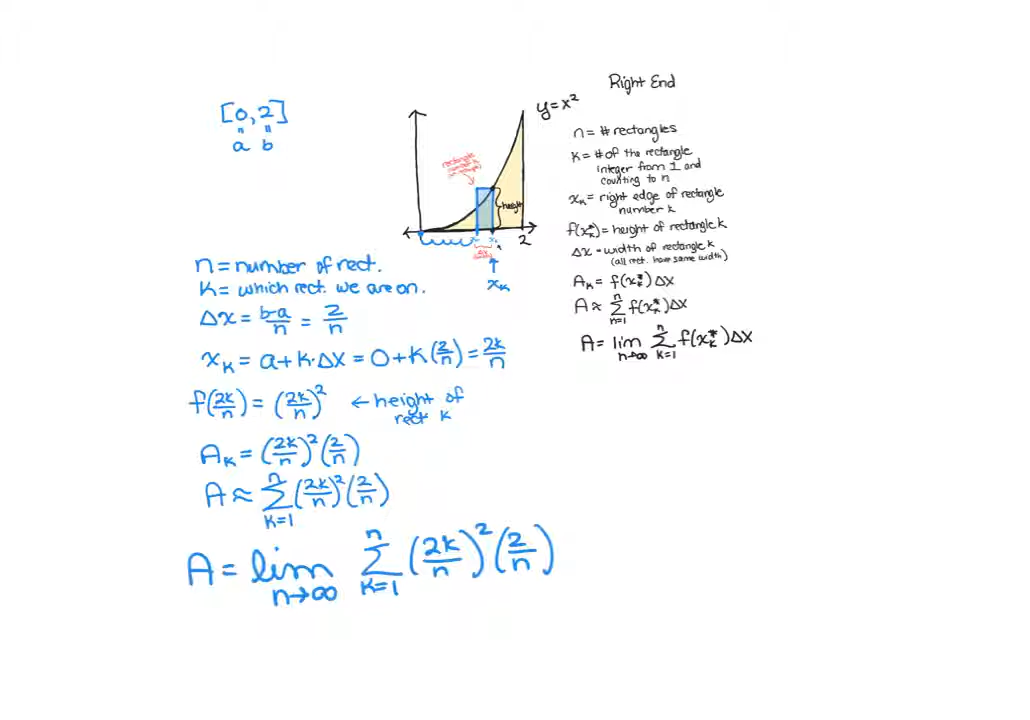 [0,2]
a b
y=x²
rectangle
height
2
x_K
n=number of rect.
K= which rect. we are on.
Δx = b-a/n = 2/n
x_K = a+K·Δx = 0+K(2/n) = 2K/n
f(2K/n) = (2K/n)² ← height of rect K
A_K = (2K/n)²(2/n)
A ≈ Σ_{K=1}^{n} (2K/n)²(2/n)
A = lim_{n→∞} Σ_{K=1}^{n} (2K/n)²(2/n)
Right End
n = # rectangles
K = # of the rectangle
integer from 1 and
counting to n
x_K = right edge of rectangle
number K
f(x_K*) = height of rectangle K
Δx = width of rectangle K
(all rect. have same width)
A_K = f(x_K*)Δx
A ≈ Σ_{n=1}^{n} f(x_K*)Δx
A = lim_{n→∞} Σ_{K=1}^{n} f(x_K*)Δx